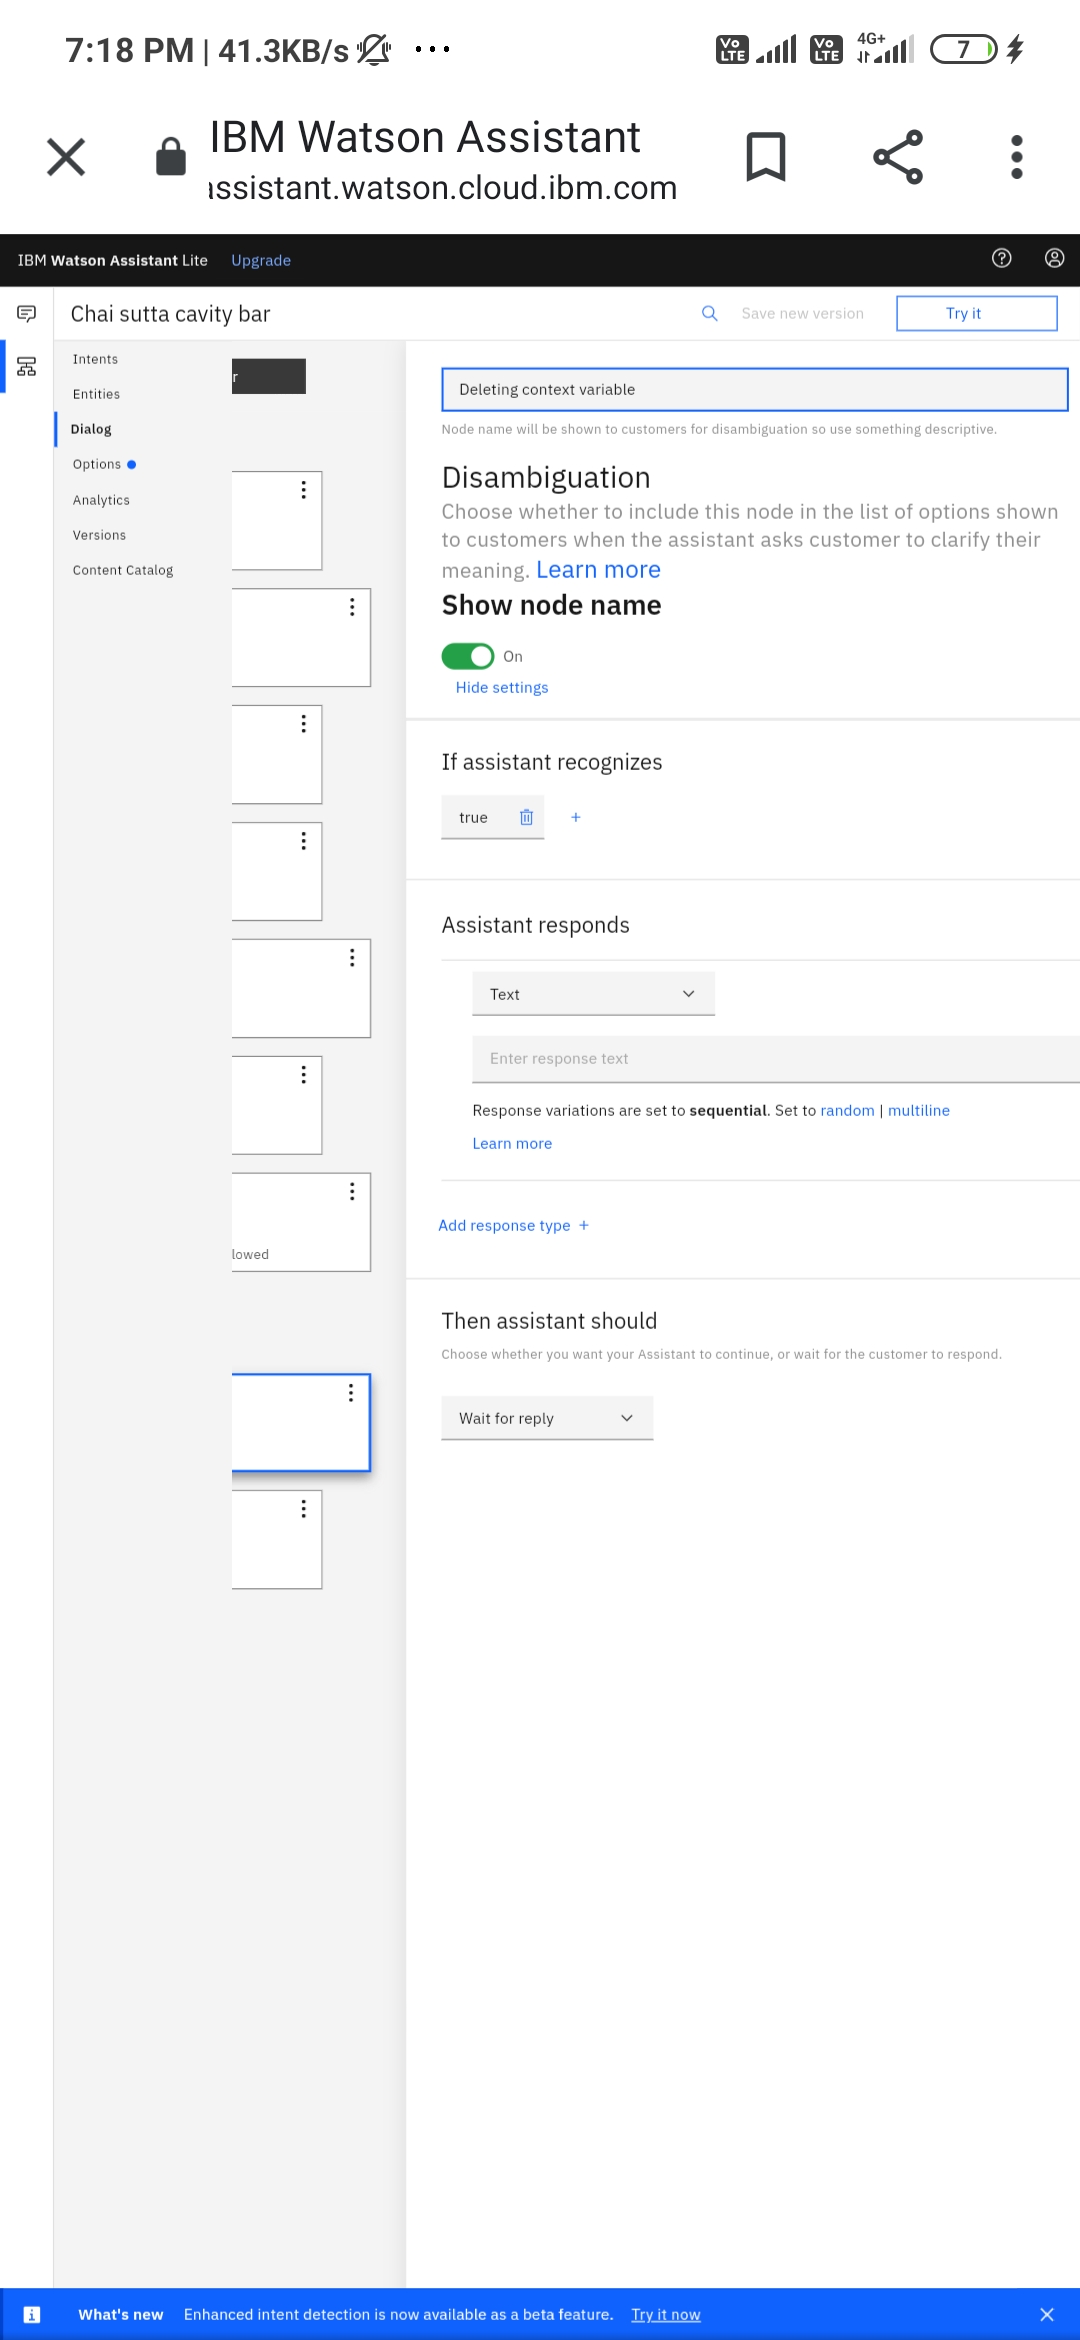 7:18 PM | 41.3KB/s ...
Vo LTE Vo LTE 4G+ 7
IBM Watson Assistant
assistant.watson.cloud.ibm.com
IBM Watson Assistant Lite Upgrade
Chai sutta cavity bar Save new version Try it
Intents
Entities
Dialog
Options
Analytics
Versions
Content Catalog
r
lowed
Deleting context variable
Node name will be shown to customers for disambiguation so use something descriptive.
Disambiguation
Choose whether to include this node in the list of options shown
to customers when the assistant asks customer to clarify their
meaning. Learn more
Show node name
On
Hide settings
If assistant recognizes
true +
Assistant responds
Text
Enter response text
Response variations are set to sequential. Set to random | multiline
Learn more
Add response type +
Then assistant should
Choose whether you want your Assistant to continue, or wait for the customer to respond.
Wait for reply
What's new Enhanced intent detection is now available as a beta feature. Try it now